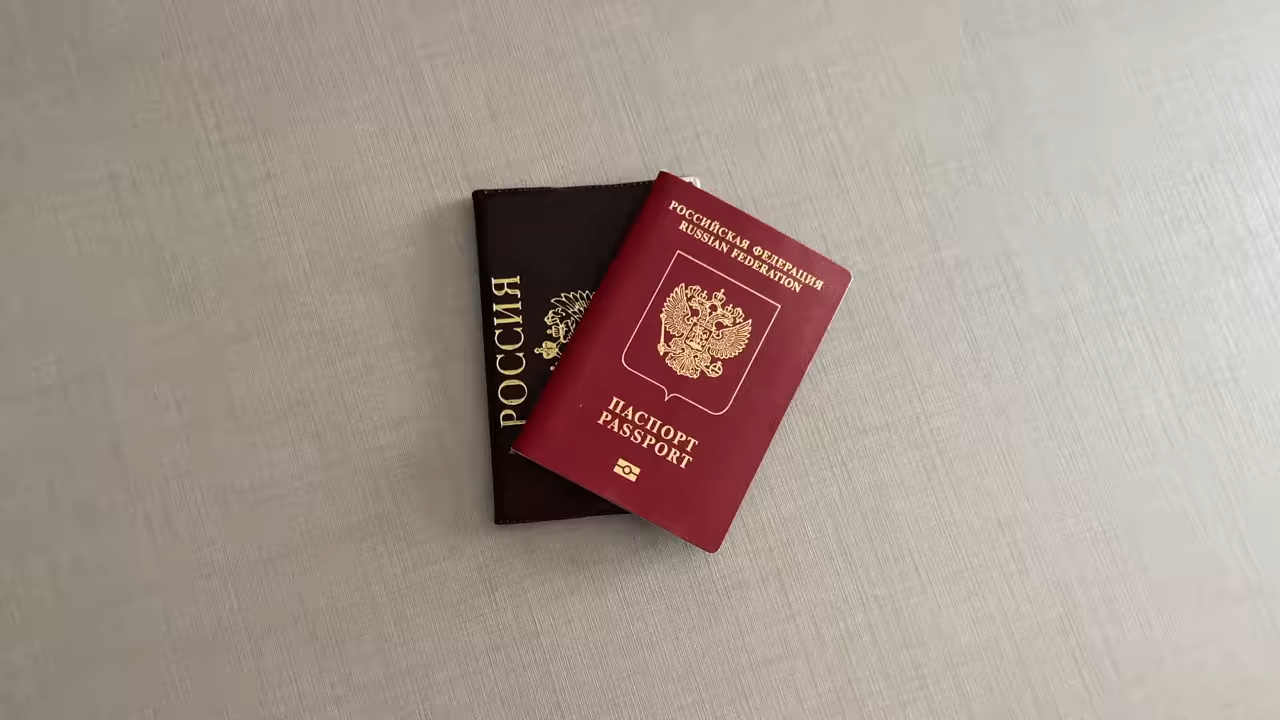 РОССИЯ
РОССИЙСКАЯ ФЕДЕРАЦИЯ
RUSSIAN FEDERATION
ПАСПОРТ
PASSPORT